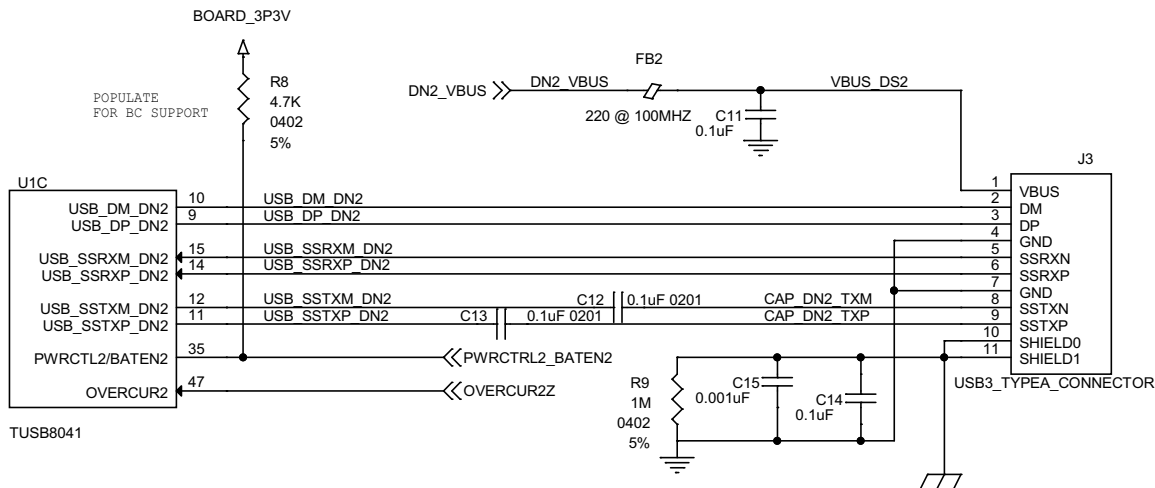 BOARD_3P3V
R8
4.7K
0402
5%
POPULATE
FOR BC SUPPORT
FB2
DN2_VBUS
DN2_VBUS
VBUS_DS2
220 @ 100MHZ
C11
0.1uF
J3
U1C
USB_DM_DN2
10
USB_DM_DN2
USB_DP_DN2
9
USB_DP_DN2
USB_SSRXM_DN2
15
USB_SSRXM_DN2
USB_SSRXP_DN2
14
USB_SSRXP_DN2
USB_SSTXM_DN2
12
USB_SSTXM_DN2
C12
0.1uF 0201
CAP_DN2_TXM
USB_SSTXP_DN2
11
USB_SSTXP_DN2
C13
0.1uF 0201
CAP_DN2_TXP
PWRCTL2/BATEN2
35
PWRCTRL2_BATEN2
OVERCUR2
47
OVERCUR2Z
TUSB8041
1
VBUS
2
DM
3
DP
4
GND
5
SSRXN
6
SSRXP
7
GND
8
SSTXN
9
SSTXP
10
SHIELD0
11
SHIELD1
USB3_TYPEA_CONNECTOR
R9
1M
0402
5%
C15
0.001uF
C14
0.1uF